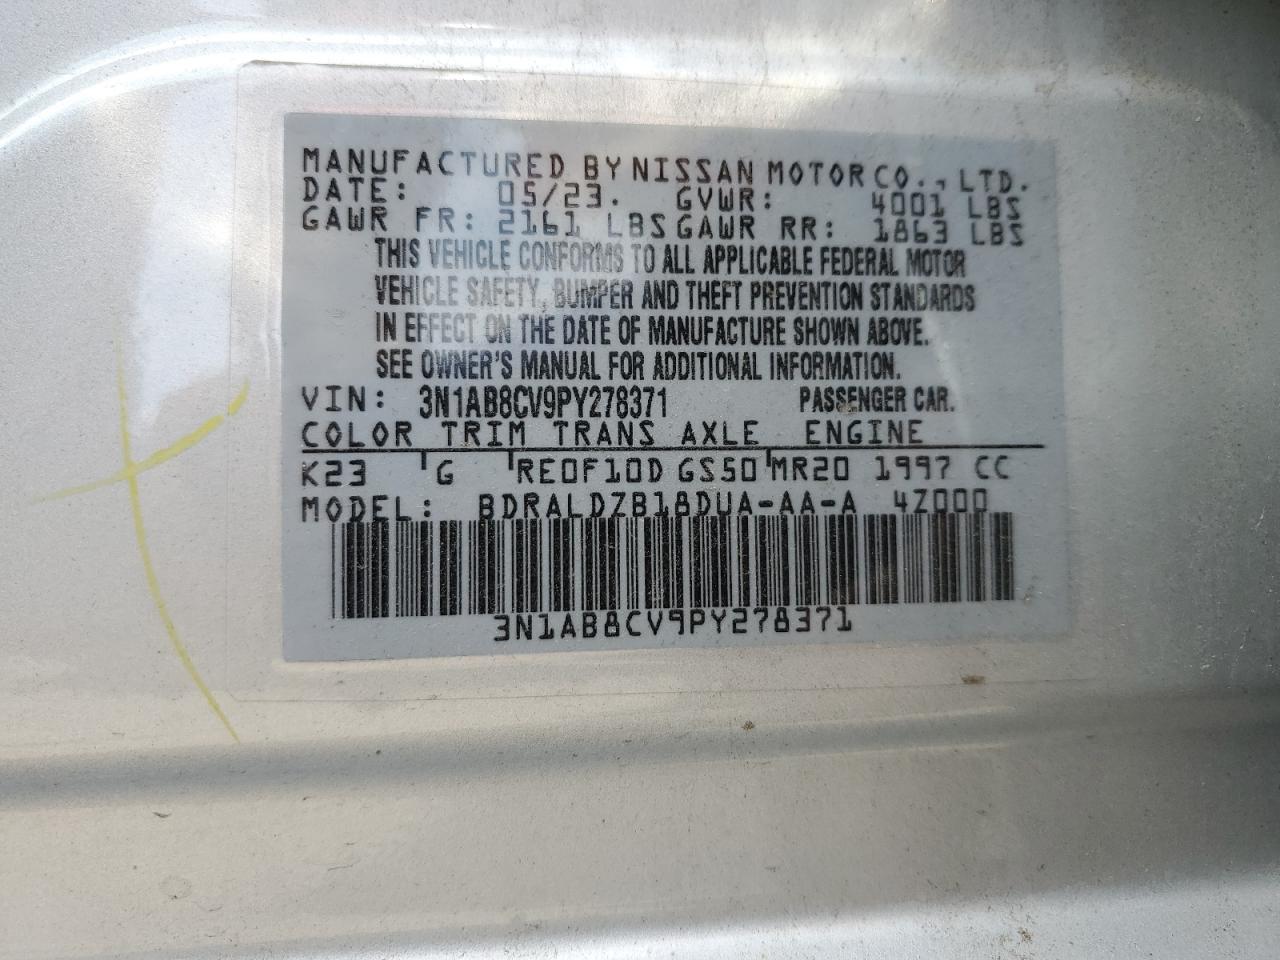 MANUFACTURED BY NISSAN MOTOR CO., LTD.
DATE: 05/23. GVWR: 4001 LBS
GAWR FR: 2161 LBS GAWR RR: 1863 LBS
THIS VEHICLE CONFORMS TO ALL APPLICABLE FEDERAL MOTOR
VEHICLE SAFETY, BUMPER AND THEFT PREVENTION STANDARDS
IN EFFECT ON THE DATE OF MANUFACTURE SHOWN ABOVE.
SEE OWNER'S MANUAL FOR ADDITIONAL INFORMATION.
VIN: 3N1AB8CV9PY278371 PASSENGER CAR.
COLOR TRIM TRANS AXLE ENGINE
K23 G RE0F10D GS50 MR20 1997 CC
MODEL: BDRALDZB18DUA-AA-A 4Z000
3N1AB8CV9PY278371